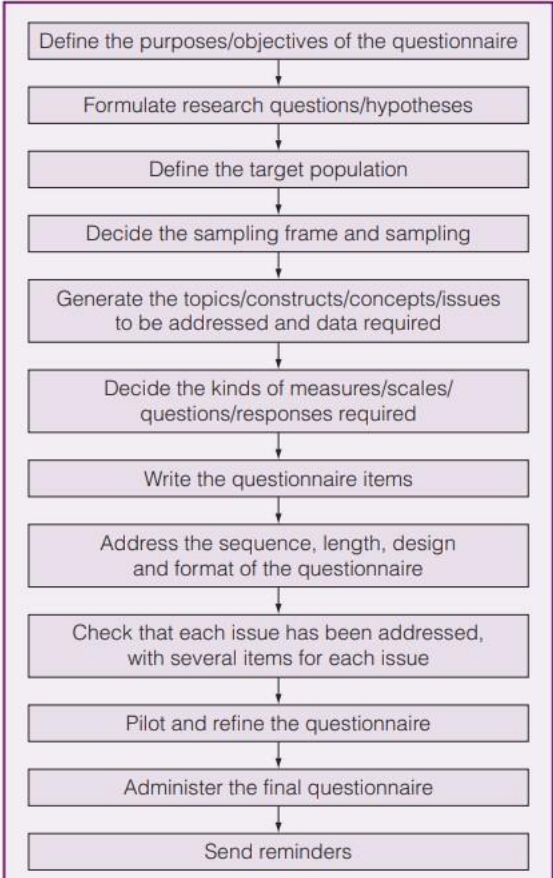 Define the purposes/objectives of the questionnaire
Formulate research questions/hypotheses
Define the target population
Decide the sampling frame and sampling
Generate the topics/constructs/concepts/issues
to be addressed and data required
Decide the kinds of measures/scales/
questions/responses required
Write the questionnaire items
Address the sequence, length, design
and format of the questionnaire
Check that each issue has been addressed,
with several items for each issue
Pilot and refine the questionnaire
Administer the final questionnaire
Send reminders